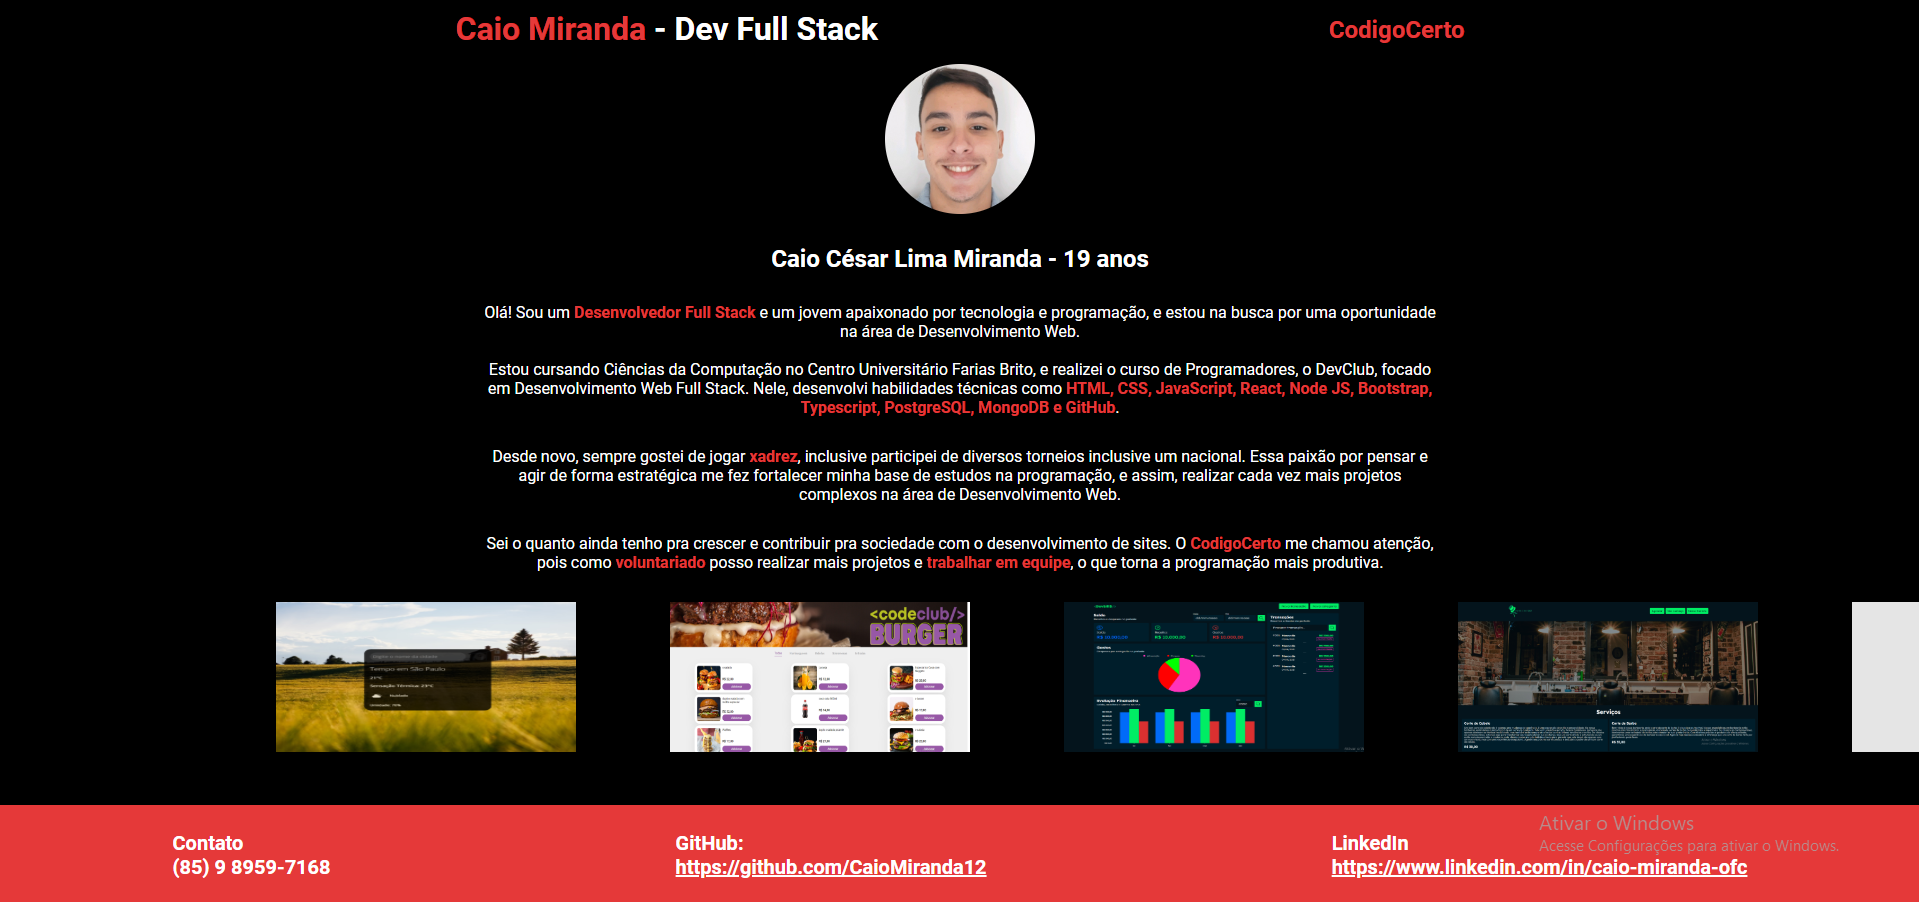 Caio Miranda - Dev Full Stack
CodigoCerto
Caio César Lima Miranda - 19 anos
Olá! Sou um Desenvolvedor Full Stack e um jovem apaixonado por tecnologia e programação, e estou na busca por uma oportunidade
na área de Desenvolvimento Web.
Estou cursando Ciências da Computação no Centro Universitário Farias Brito, e realizei o curso de Programadores, o DevClub, focado
em Desenvolvimento Web Full Stack. Nele, desenvolvi habilidades técnicas como HTML, CSS, JavaScript, React, Node JS, Bootstrap,
Typescript, PostgreSQL, MongoDB e GitHub.
Desde novo, sempre gostei de jogar xadrez, inclusive participei de diversos torneios inclusive um nacional. Essa paixão por pensar e
agir de forma estratégica me fez fortalecer minha base de estudos na programação, e assim, realizar cada vez mais projetos
complexos na área de Desenvolvimento Web.
Sei o quanto ainda tenho pra crescer e contribuir pra sociedade com o desenvolvimento de sites. O CodigoCerto me chamou atenção,
pois como voluntariado posso realizar mais projetos e trabalhar em equipe, o que torna a programação mais produtiva.
Tempo em São Paulo
21°C
Sensação Térmica: 21°C
Nublado
<codeclub/>
BURGER
Serviços
Contato
(85) 9 8959-7168
GitHub:
https://github.com/CaioMiranda12
LinkedIn
https://www.linkedin.com/in/caio-miranda-ofc
Ativar o Windows
Acesse Configurações para ativar o Windows.